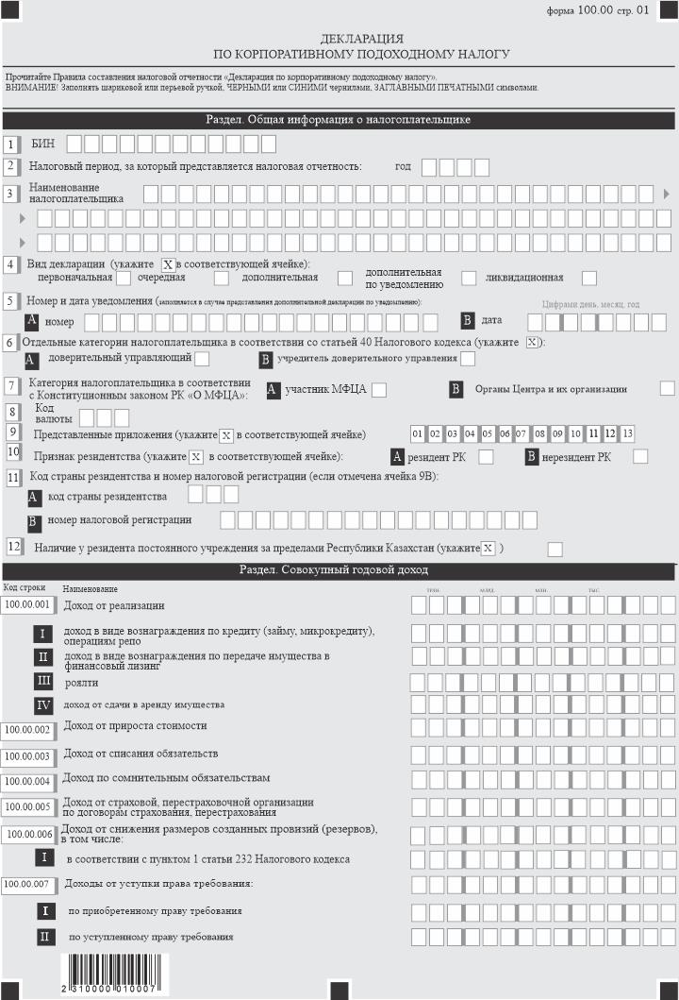 форма 100.00 стр. 01
ДЕКЛАРАЦИЯ
ПО КОРПОРАТИВНОМУ ПОДОХОДНОМУ НАЛОГУ
Прочитайте Правила составления налоговой отчетности «Декларация по корпоративному подоходному налогу».
ВНИМАНИЕ! Заполнять шариковой или перьевой ручкой, ЧЕРНЫМИ или СИНИМИ чернилами, ЗАГЛАВНЫМИ ПЕЧАТНЫМИ символами.
Раздел. Общая информация о налогоплательщике
1 БИН
2 Налоговый период, за который представляется налоговая отчетность: год
3 Наименование
налогоплательщика
4 Вид декларации (укажите X в соответствующей ячейке):
первоначальная очередная дополнительная дополнительная
по уведомлению ликвидационная
5 Номер и дата уведомления (заполняется в случае представления дополнительной декларации по уведомлению):
Цифрами день, месяц, год
A номер B дата
6 Отдельные категории налогоплательщика в соответствии со статьей 40 Налогового кодекса (укажите X ):
A доверительный управляющий B учредитель доверительного управления
7 Категория налогоплательщика в соответствии
с Конституционным законом РК «О МФЦА»: A участник МФЦА B Органы Центра и их организации
8 Код
валюты
9 Представленные приложения (укажите X в соответствующей ячейке) 01 02 03 04 05 06 07 08 09 10 11 12 13
10 Признак резидентства (укажите X в соответствующей ячейке): A резидент РК B нерезидент РК
11 Код страны резидентства и номер налоговой регистрации (если отмечена ячейка 9В):
A код страны резидентства
B номер налоговой регистрации
12 Наличие у резидента постоянного учреждения за пределами Республики Казахстан (укажите X )
Раздел. Совокупный годовой доход
Код строки Наименование трлн. млрд. млн. тыс.
100.00.001 Доход от реализации
I доход в виде вознаграждения по кредиту (займу, микрокредиту),
операциям репо
II доход в виде вознаграждения по передаче имущества в
финансовый лизинг
III роялти
IV доход от сдачи в аренду имущества
100.00.002 Доход от прироста стоимости
100.00.003 Доход от списания обязательств
100.00.004 Доход по сомнительным обязательствам
100.00.005 Доход от страховой, перестраховочной организации
по договорам страхования, перестрахования
100.00.006 Доход от снижения размеров созданных провизий (резервов),
в том числе:
I в соответствии с пунктом 1 статьи 232 Налогового кодекса
100.00.007 Доходы от уступки права требования:
I по приобретенному праву требования
II по уступленному праву требования
2 310000 010007